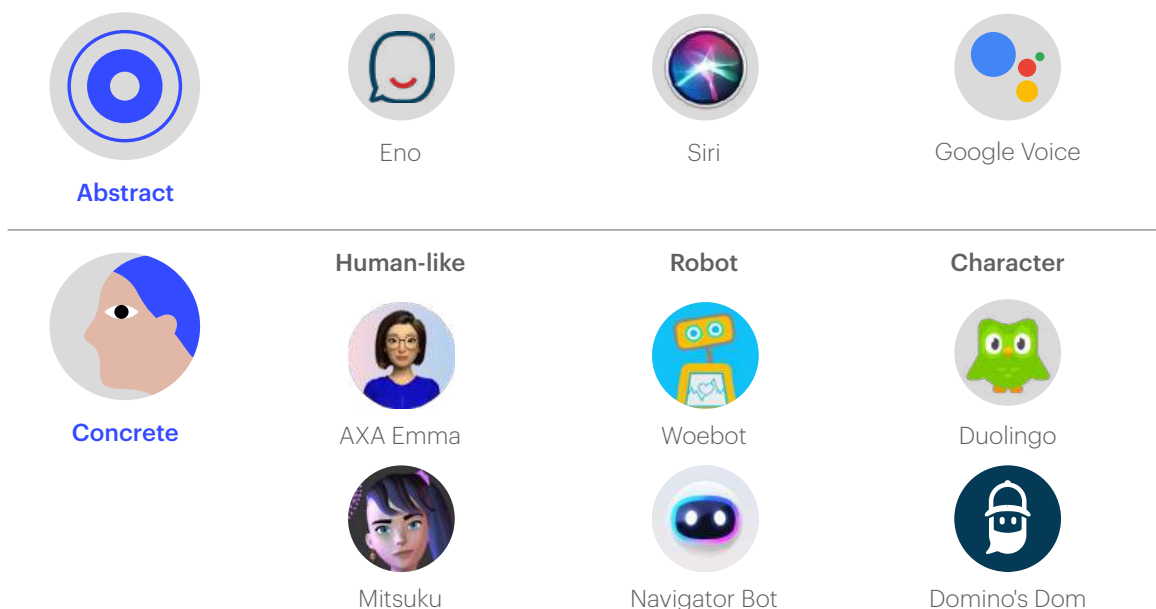 Eno
Siri
Google Voice
Abstract
Human-like
Robot
Character
AXA Emma
Woebot
Duolingo
Concrete
Mitsuku
Navigator Bot
Domino's Dom